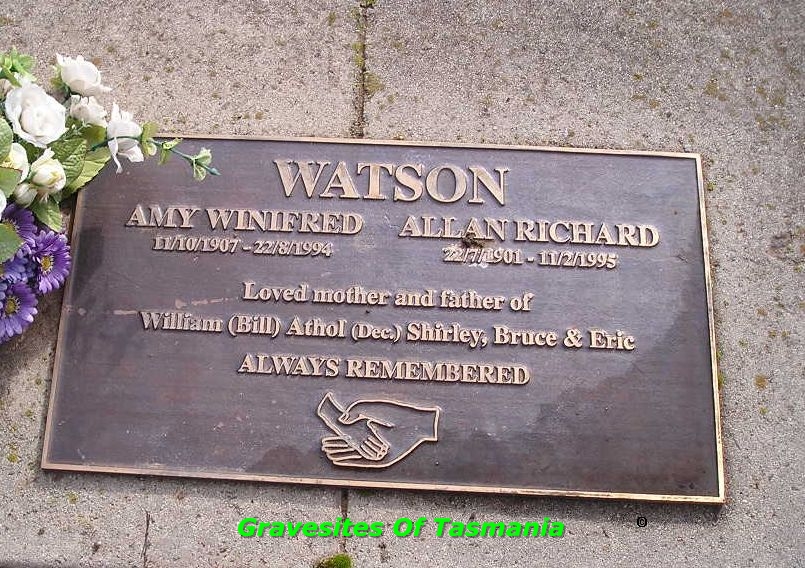 WATSON
AMY WINIFRED ALLAN RICHARD
11/10/1907 - 22/8/1994 22/7/1901 - 11/2/1995
Loved mother and father of
William (Bill) Athol (Dec.) Shirley, Bruce & Eric
ALWAYS REMEMBERED
Gravesites Of Tasmania
©